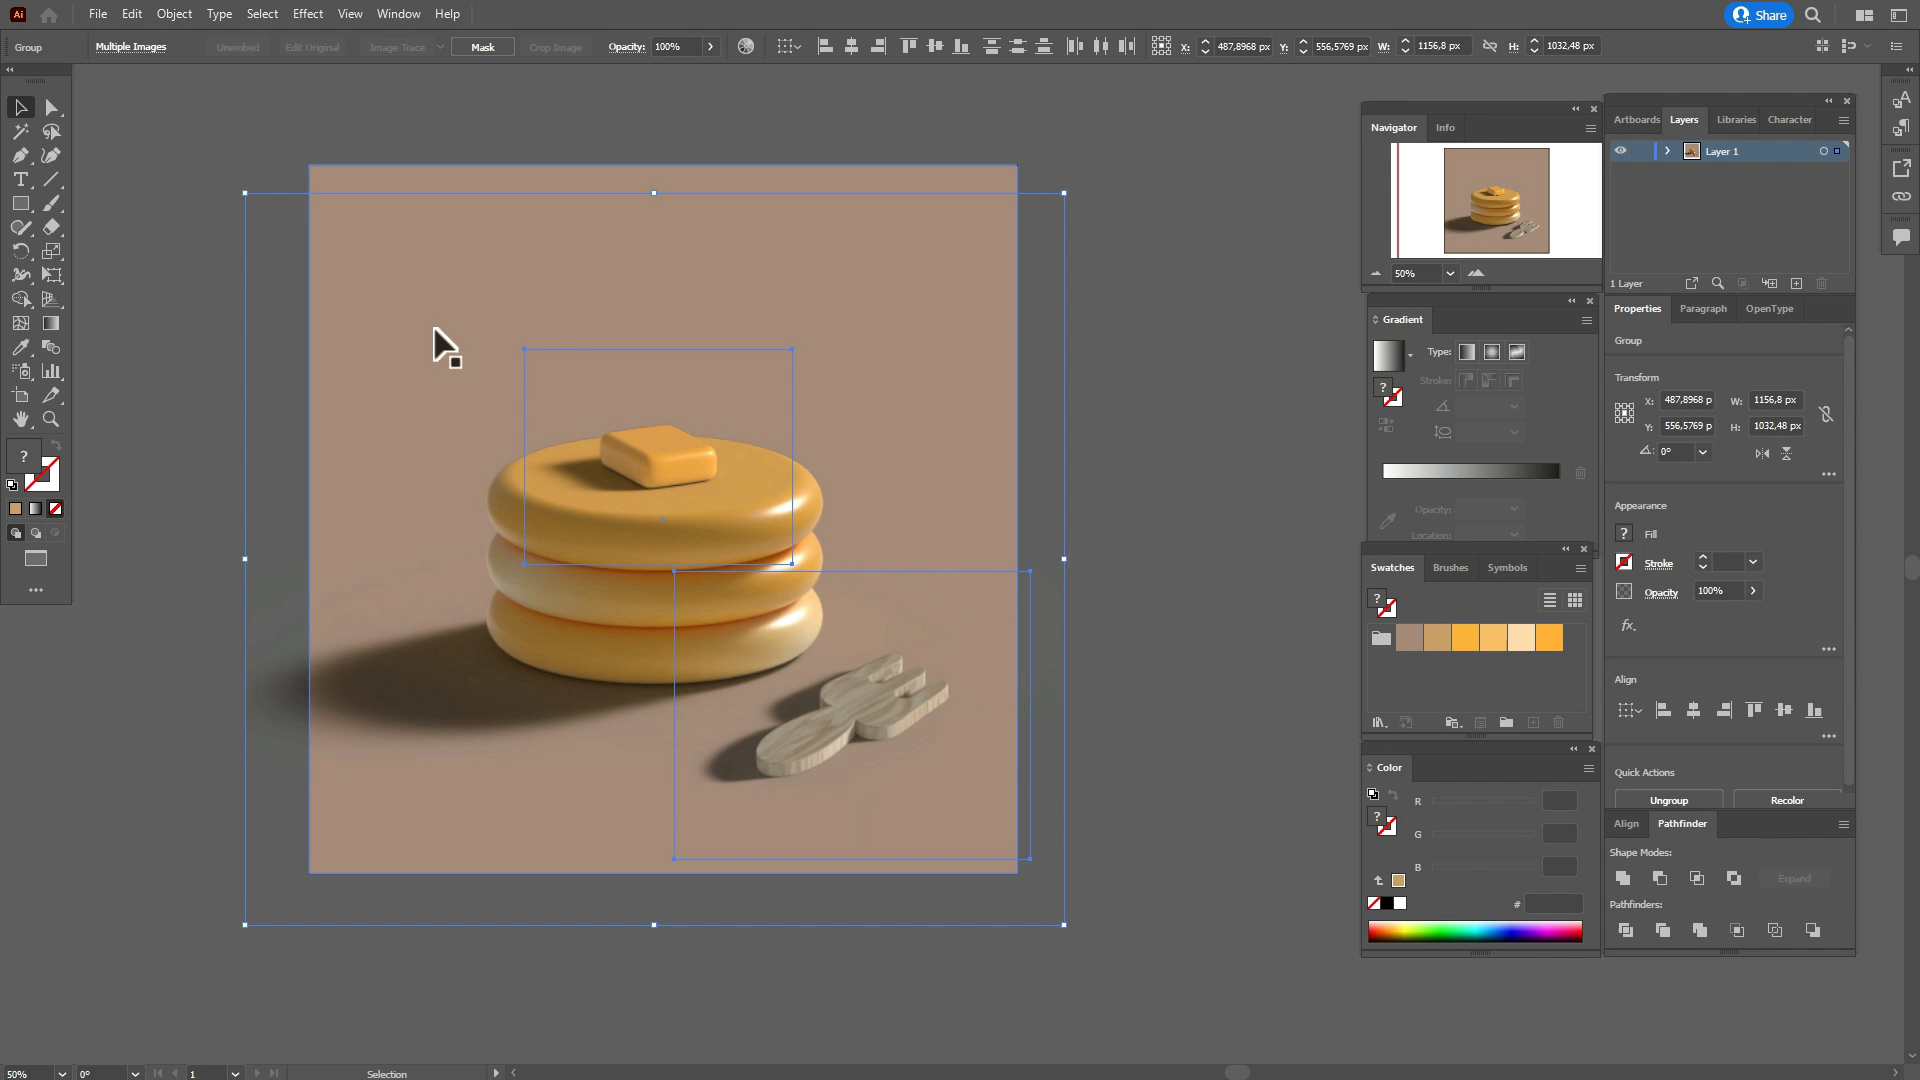 Ai File Edit Object Type Select Effect View Window Help Share
Group Multiple Images Unembed Edit Original Image Trace Mask Crop Image Opacity: 100% X: 487,8968 px Y: 556,5769 px W: 1156,8 px H: 1032,48 px
Navigator Info
50%
Artboards Layers Libraries Character
Layer 1
1 Layer
Gradient
Type:
Stroke:
?
Opacity:
Location:
Properties Paragraph OpenType
Group
Transform
X: 487,8968 p W: 1156,8 px
Y: 556,5769 p H: 1032,48 px
0°
Appearance
? Fill
Stroke
Opacity 100%
fx.
Align
Quick Actions
Ungroup Recolor
Swatches Brushes Symbols
?
Color
R
?
G
B
#
Align Pathfinder
Shape Modes:
Expand
Pathfinders:
T
?
50% 0° 1 Selection